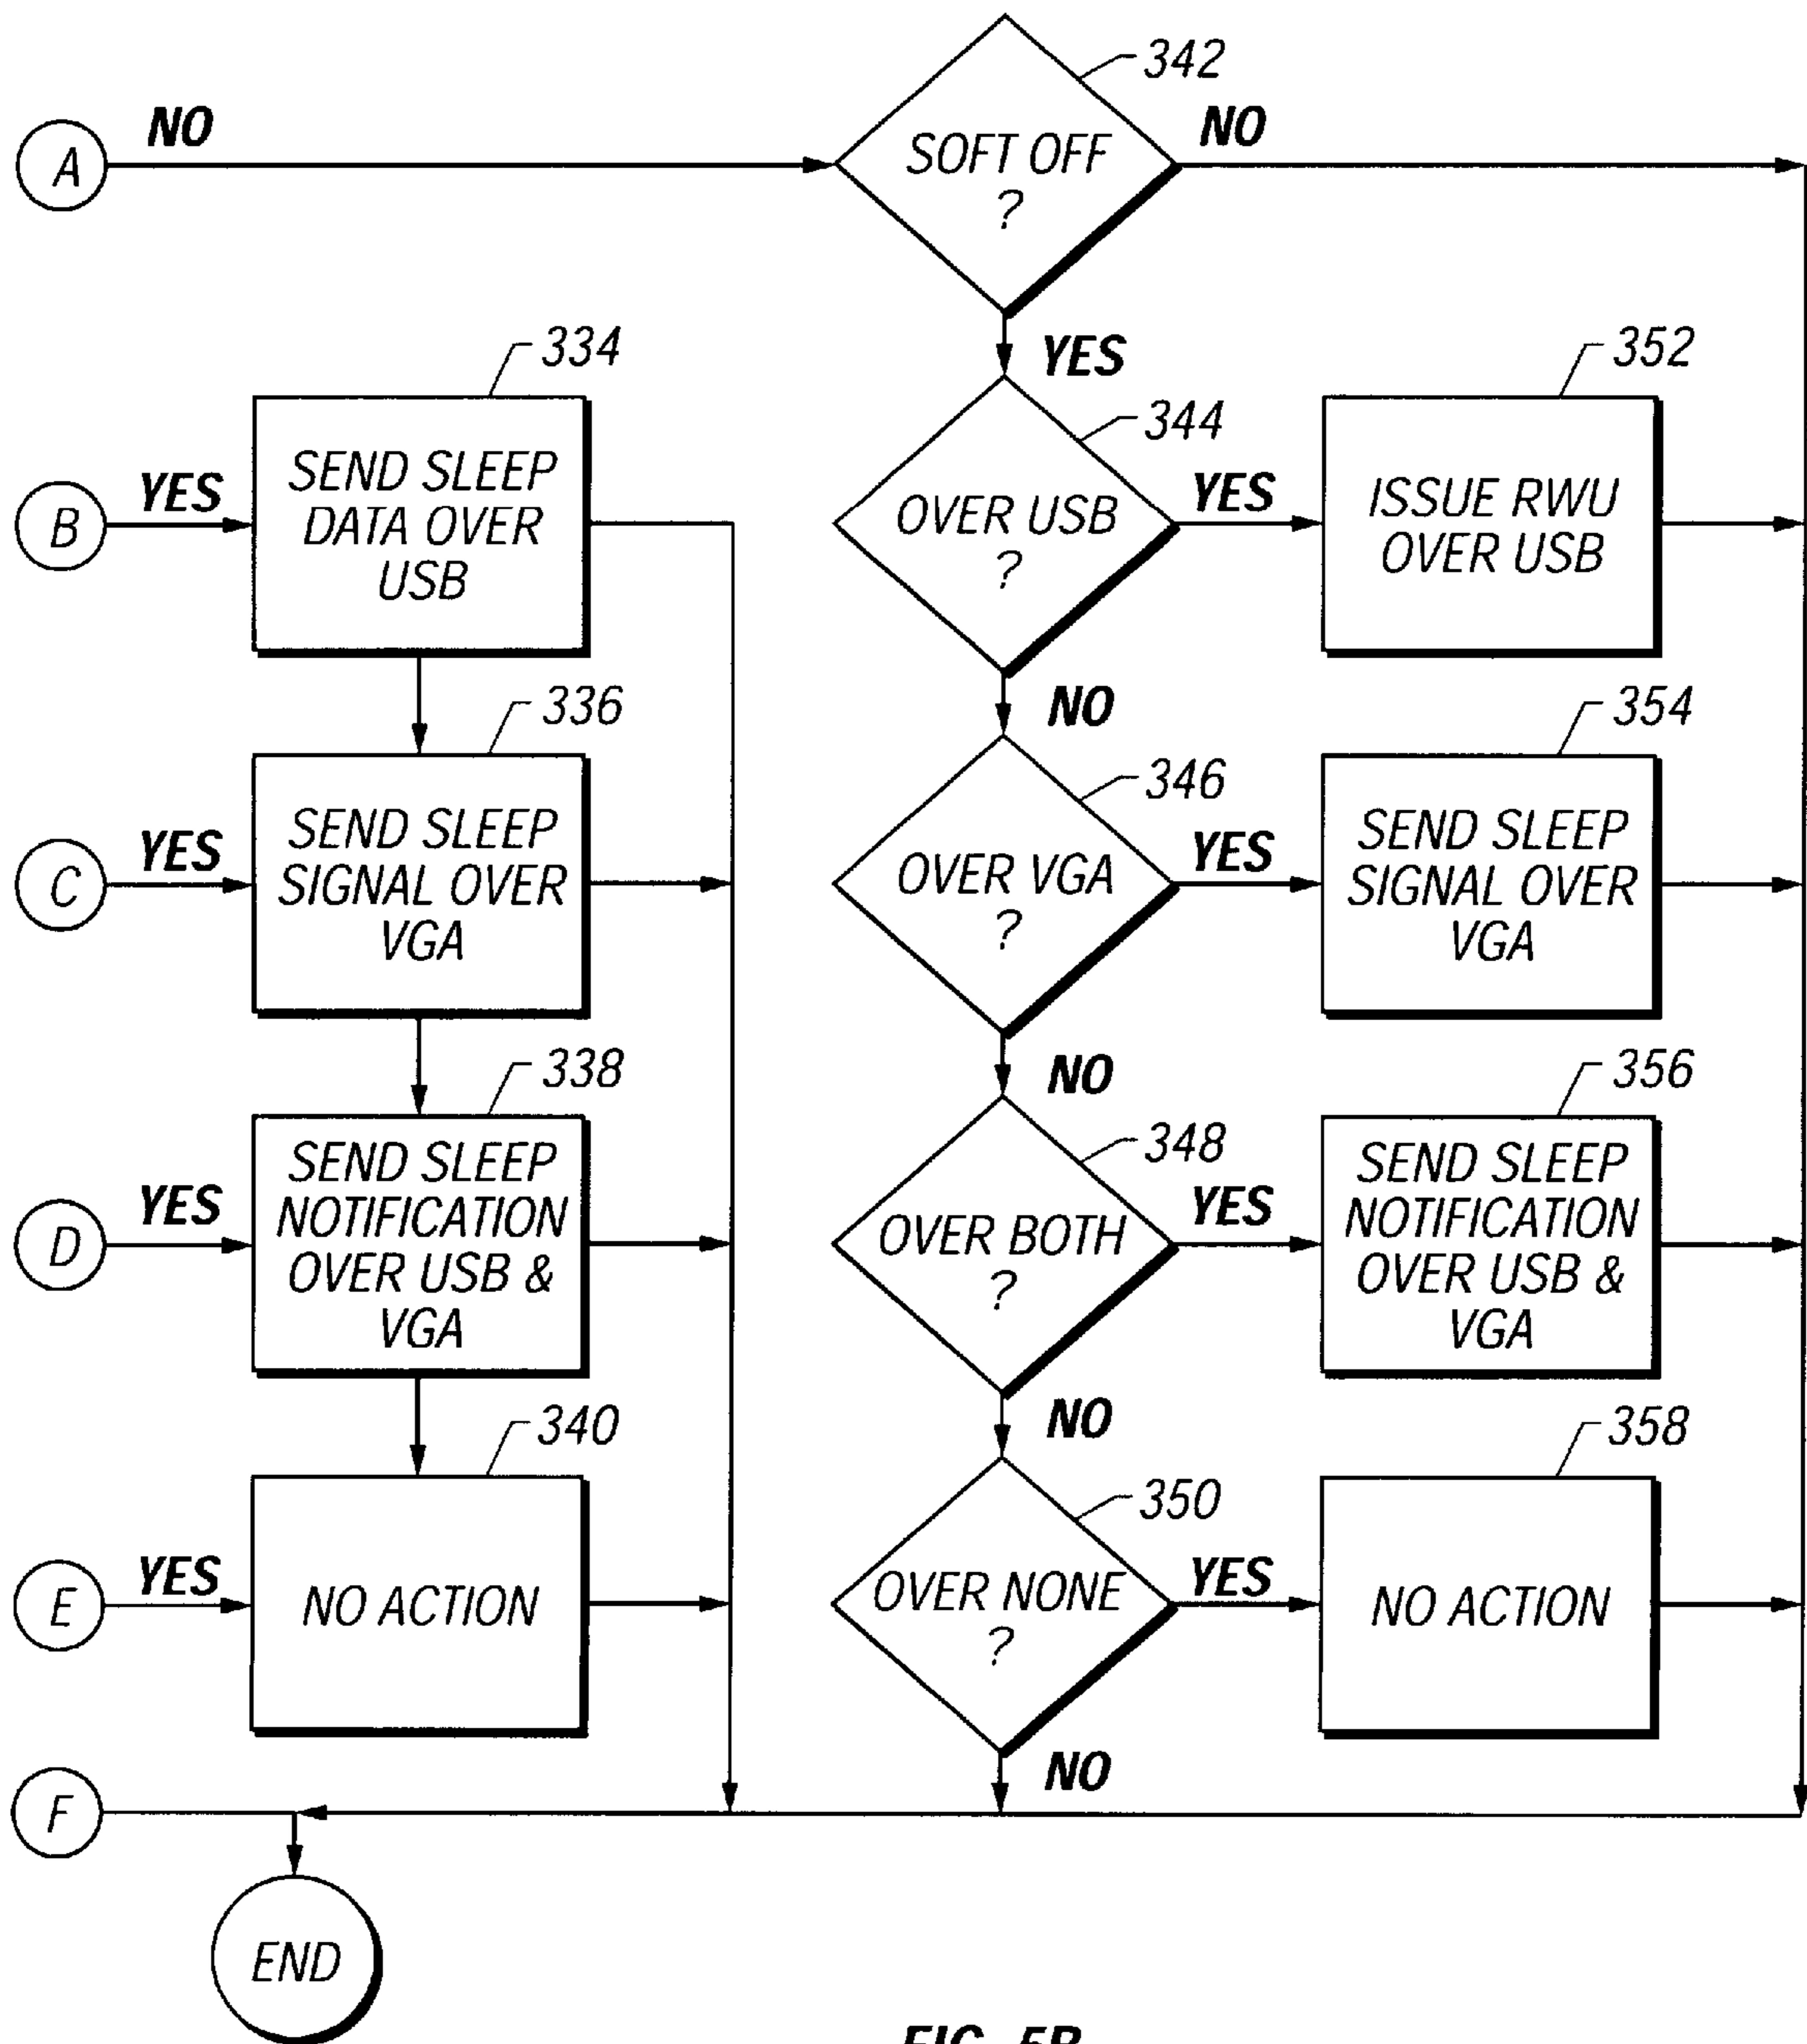 342
A
NO
SOFT OFF
?
NO
YES
334
SEND SLEEP
DATA OVER
USB
B
YES
344
OVER USB
?
YES
352
ISSUE RWU
OVER USB
NO
336
SEND SLEEP
SIGNAL OVER
VGA
C
YES
346
OVER VGA
?
YES
354
SEND SLEEP
SIGNAL OVER
VGA
NO
338
SEND SLEEP
NOTIFICATION
OVER USB &
VGA
D
YES
348
OVER BOTH
?
YES
356
SEND SLEEP
NOTIFICATION
OVER USB &
VGA
NO
340
NO ACTION
E
YES
350
OVER NONE
?
YES
358
NO ACTION
NO
F
END
FIG. 5B